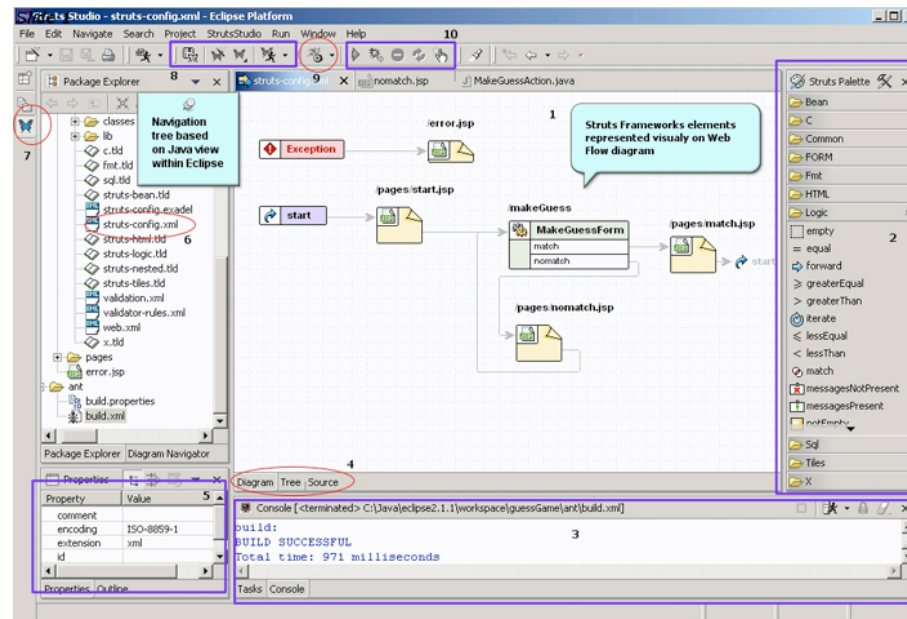 Struts Studio - struts-config.xml - Eclipse Platform
File Edit Navigate Search Project StrutsStudio Run Window Help
10
Package Explorer
8
struts-config.xml
9
nomatch.jsp
MakeGuessAction.java
Struts Palette
7
Navigation
tree based
on Java view
within Eclipse
classes
lib
c.tld
fmt.tld
sql.tld
struts-bean.tld
struts-config.exadel
struts-config.xml
struts-html.tld
6
struts-logic.tld
struts-nested.tld
struts-tiles.tld
validation.xml
validator-rules.xml
web.xml
x.tld
pages
error.jsp
ant
build.properties
build.xml
Package Explorer Diagram Navigator
1
Struts Frameworks elements
represented visualy on Web
Flow diagram
/error.jsp
Exception
/pages/start.jsp
start
/makeGuess
MakeGuessForm
match
nomatch
/pages/match.jsp
start
/pages/nomatch.jsp
4
Diagram Tree Source
Bean
C
Common
FORM
Fmt
HTML
Logic
2
empty
equal
forward
greaterEqual
greaterThan
iterate
lessEqual
lessThan
match
messagesNotPresent
messagesPresent
notEmpty
Sql
Tiles
X
Properties
Property Value
5
comment
encoding ISO-8859-1
extension xml
id
Properties Outline
Console [<terminated> C:\Java\eclipse2.1.1\workspace\guessGame\ant\build.xml]
build:
BUILD SUCCESSFUL
Total time: 971 milliseconds
3
Tasks Console